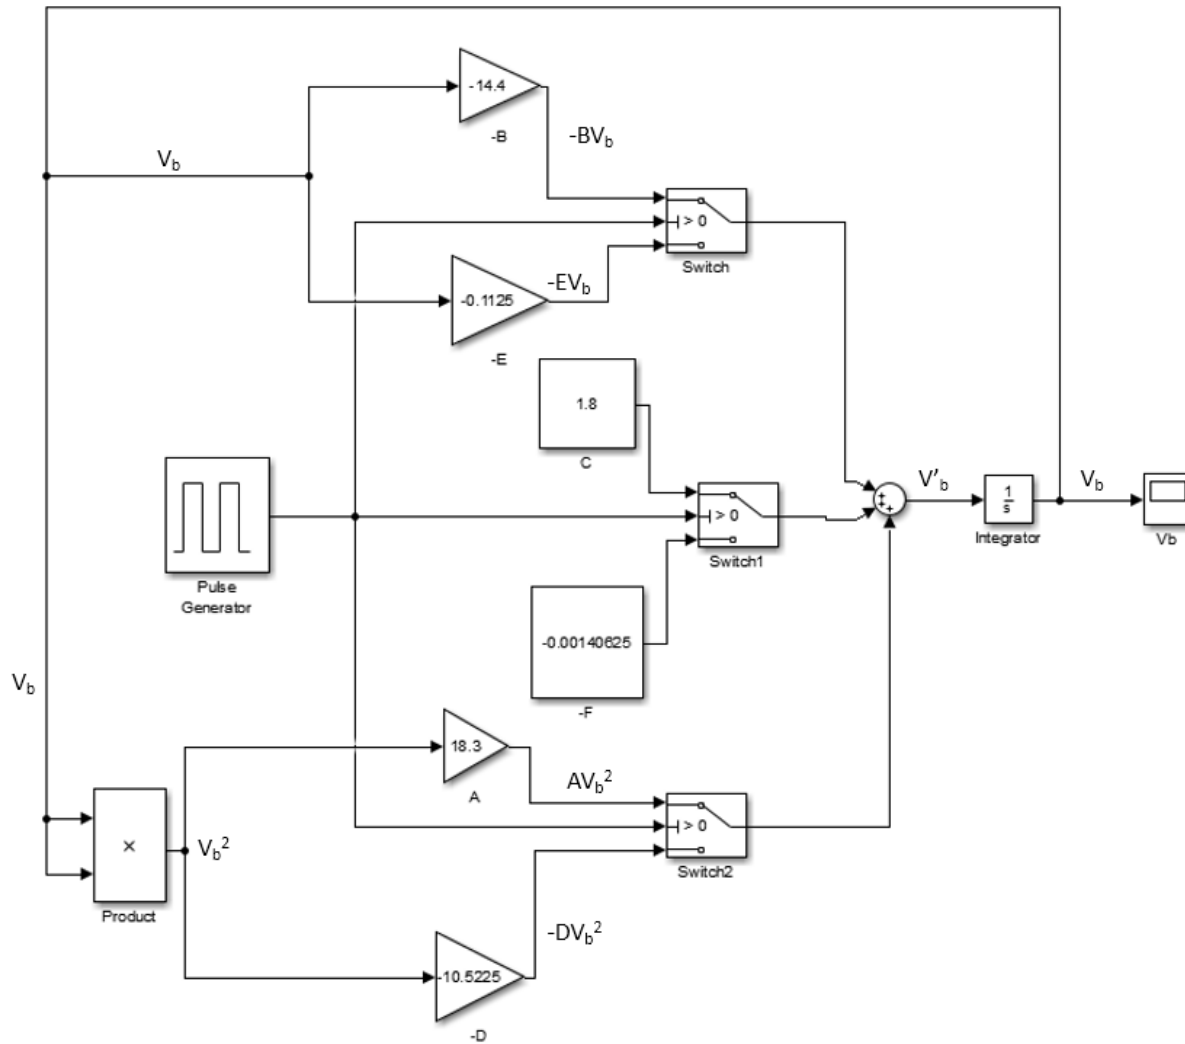 -14.4
-B
-BVb
Vb
> 0
Switch
-EVb
-0.1125
-E
1.8
C
> 0
Switch1
Pulse
Generator
-0.00140625
-F
+
+
+
V'b
1
s
Integrator
Vb
Vb
Vb
18.3
A
AVb²
> 0
Switch2
×
Product
Vb²
-DVb²
-10.5225
-D